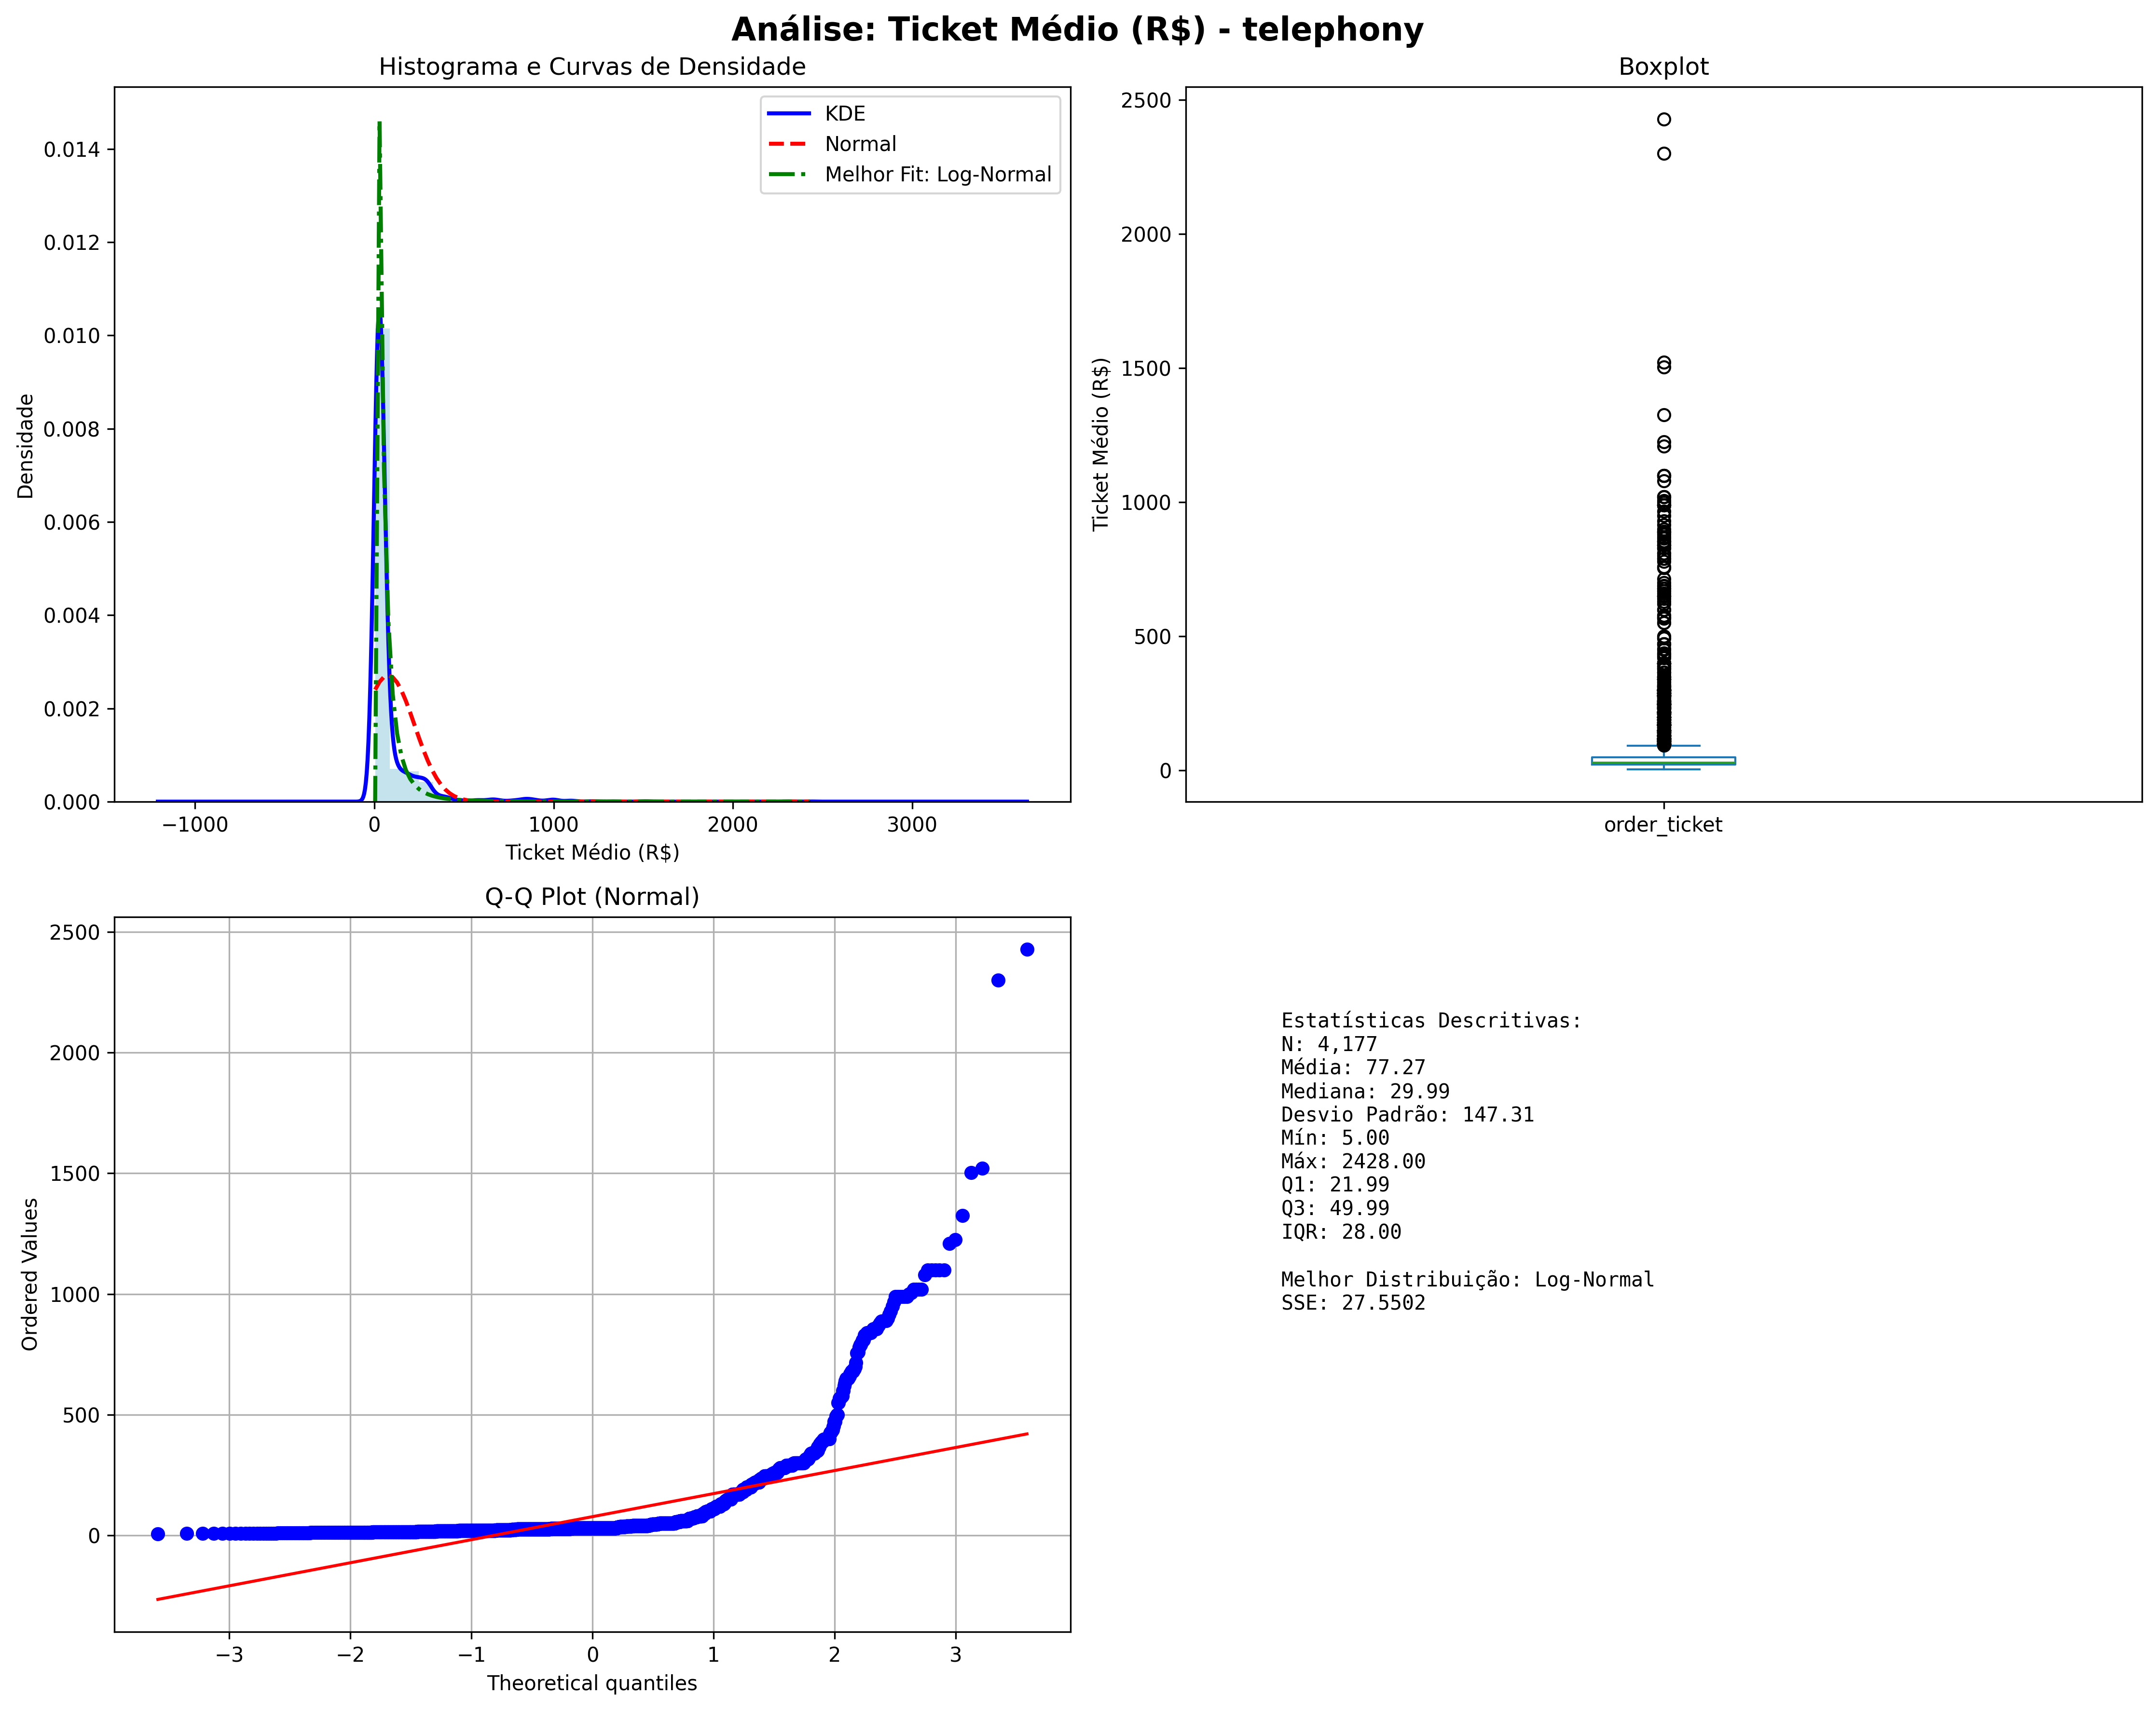 Análise: Ticket Médio (R$) - telephony
Histograma e Curvas de Densidade
KDE
Normal
Melhor Fit: Log-Normal
0.014
0.012
0.010
0.008
0.006
0.004
0.002
0.000
Densidade
−1000
0
1000
2000
3000
Ticket Médio (R$)
Boxplot
2500
2000
1500
1000
500
0
Ticket Médio (R$)
order_ticket
Q-Q Plot (Normal)
2500
2000
1500
1000
500
0
Ordered Values
−3
−2
−1
0
1
2
3
Theoretical quantiles
Estatísticas Descritivas:
N: 4,177
Média: 77.27
Mediana: 29.99
Desvio Padrão: 147.31
Mín: 5.00
Máx: 2428.00
Q1: 21.99
Q3: 49.99
IQR: 28.00
Melhor Distribuição: Log-Normal
SSE: 27.5502